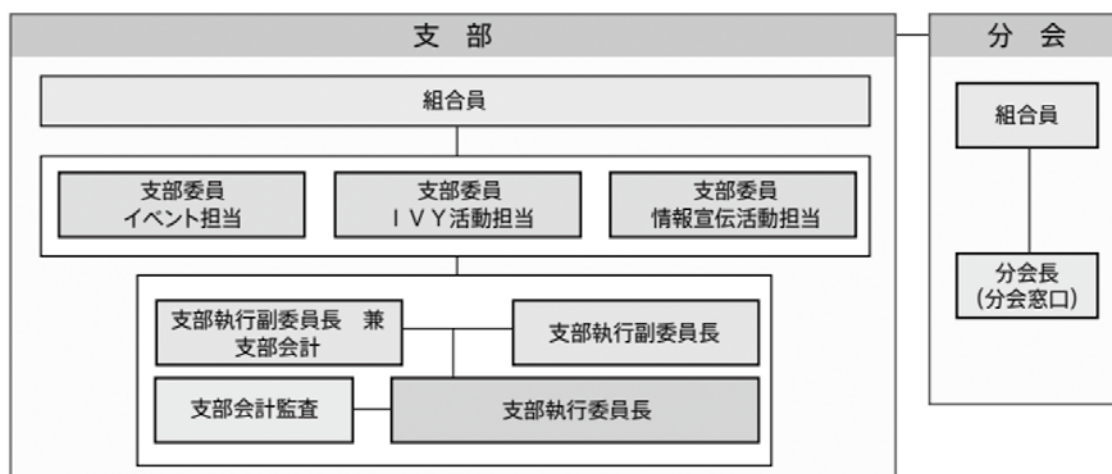 支　部
組合員
支部委員
イベント担当
支部委員
ＩＶＹ活動担当
支部委員
情報宣伝活動担当
支部執行副委員長　兼
支部会計
支部執行副委員長
支部会計監査
支部執行委員長
分　会
組合員
分会長
(分会窓口)